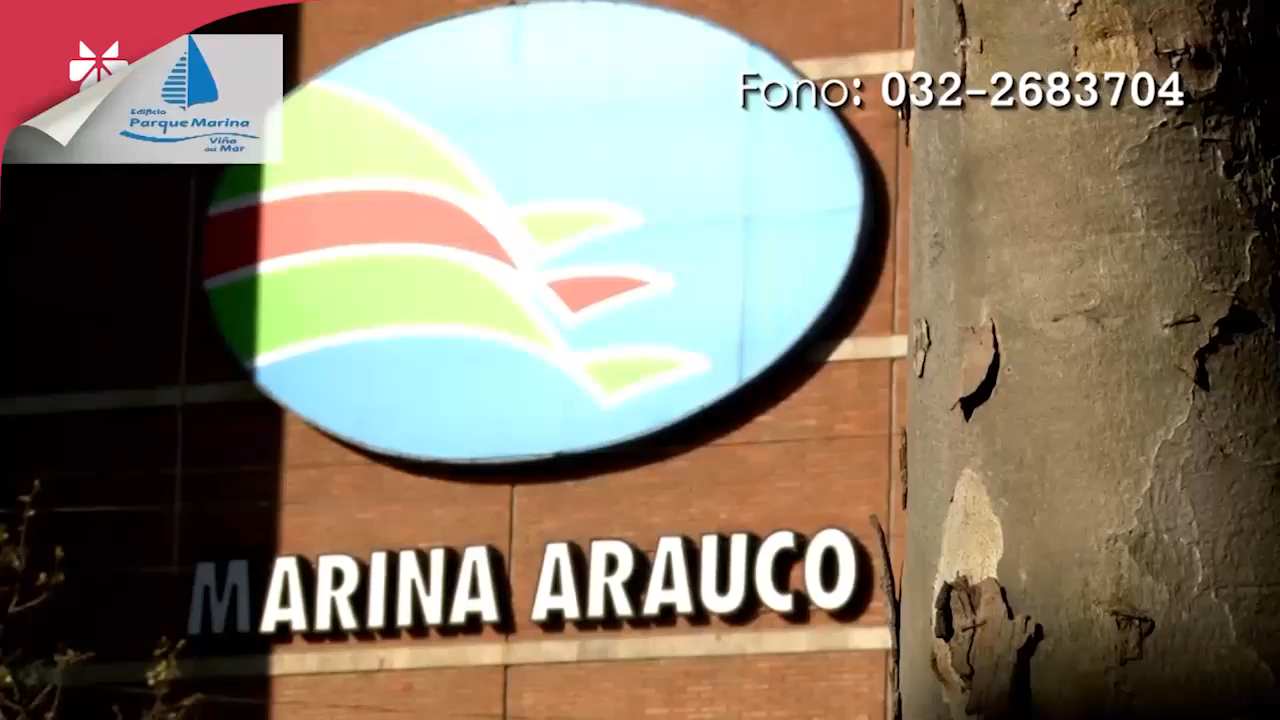 Edificio
Parque Marina
Viña
del Mar
Fono: 032-2683704
MARINA ARAUCO